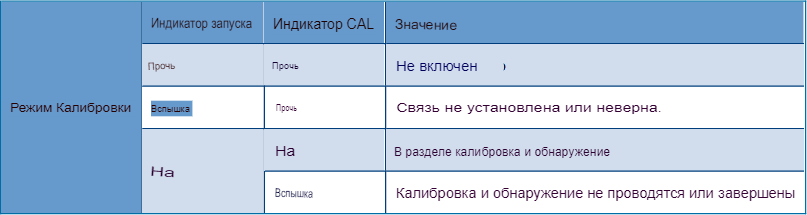 Индикатор запуска Индикатор CAL Значение
Прочь Прочь Не включен
Режим Калибровки Вспышка Прочь Связь не установлена или неверна.
На На В разделе калибровка и обнаружение
Вспышка Калибровка и обнаружение не проводятся или завершены